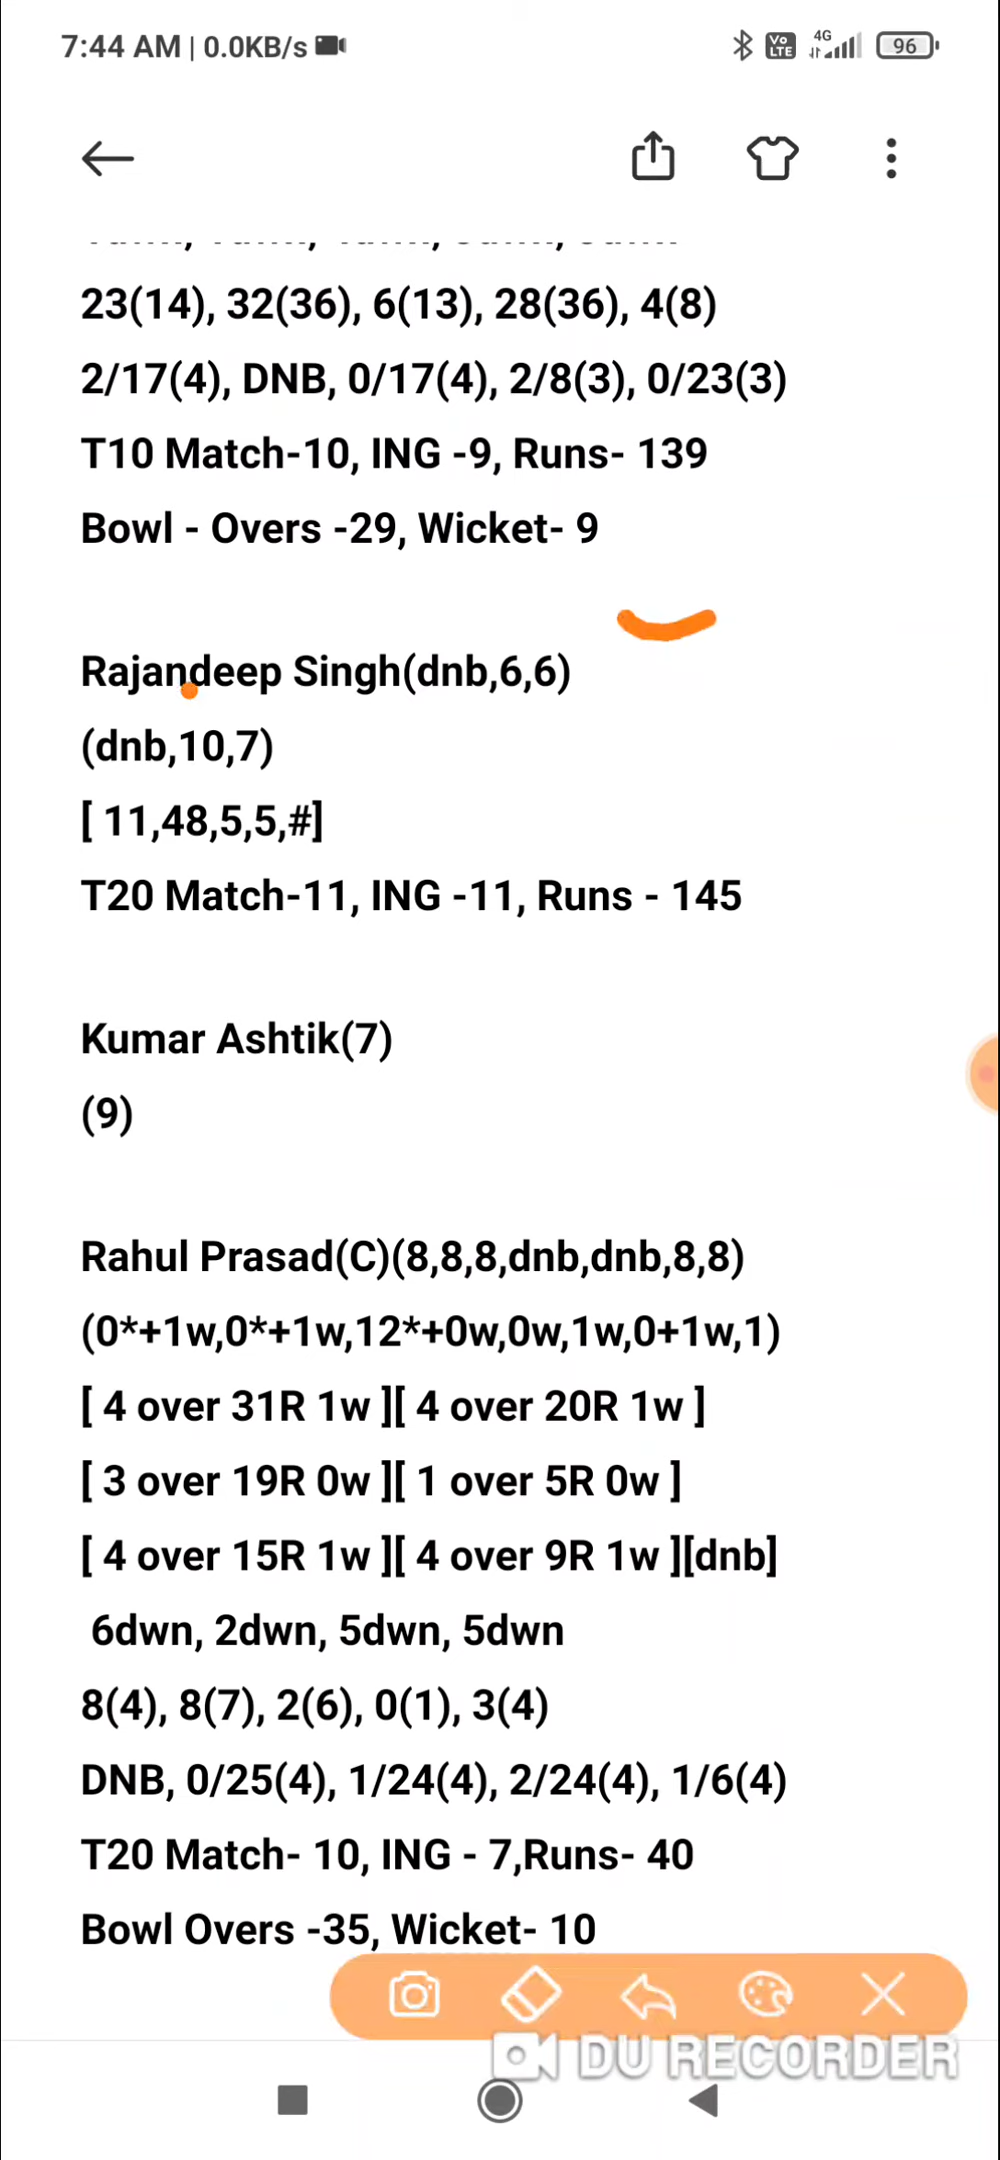 7:44 AM | 0.0KB/s
Vo LTE 4G 96
23(14), 32(36), 6(13), 28(36), 4(8)
2/17(4), DNB, 0/17(4), 2/8(3), 0/23(3)
T10 Match-10, ING -9, Runs- 139
Bowl - Overs -29, Wicket- 9
Rajandeep Singh(dnb,6,6)
(dnb,10,7)
[ 11,48,5,5,#]
T20 Match-11, ING -11, Runs - 145
Kumar Ashtik(7)
(9)
Rahul Prasad(C)(8,8,8,dnb,dnb,8,8)
(0*+1w,0*+1w,12*+0w,0w,1w,0+1w,1)
[ 4 over 31R 1w ][ 4 over 20R 1w ]
[ 3 over 19R 0w ][ 1 over 5R 0w ]
[ 4 over 15R 1w ][ 4 over 9R 1w ][dnb]
6dwn, 2dwn, 5dwn, 5dwn
8(4), 8(7), 2(6), 0(1), 3(4)
DNB, 0/25(4), 1/24(4), 2/24(4), 1/6(4)
T20 Match- 10, ING - 7,Runs- 40
Bowl Overs -35, Wicket- 10
DU RECORDER